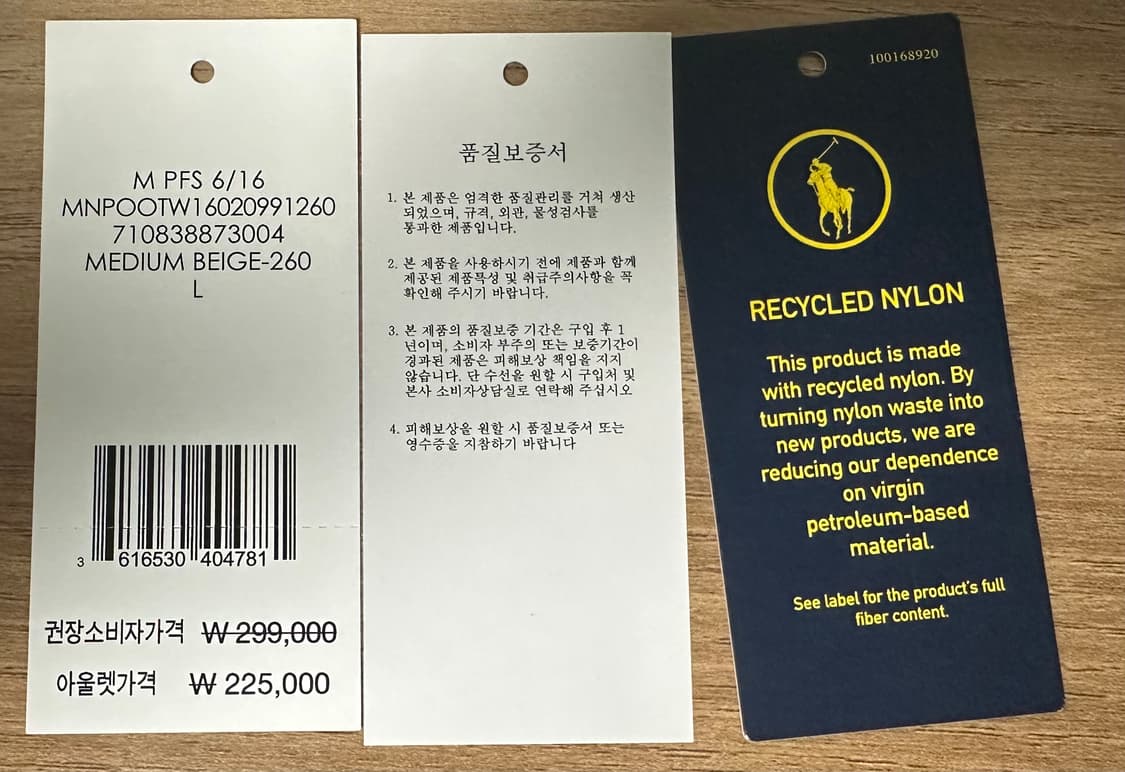 M PFS 6/16
MNPOOTW16020991260
710838873004
MEDIUM BEIGE-260
L
3 616530 404781
권장소비자가격 ₩ 299,000
아울렛가격 ₩ 225,000
품질보증서
1. 본 제품은 엄격한 품질관리를 거쳐 생산
되었으며, 규격, 외관, 물성검사를
통과한 제품입니다.
2. 본 제품을 사용하시기 전에 제품과 함께
제공된 제품특성 및 취급주의사항을 꼭
확인해 주시기 바랍니다.
3. 본 제품의 품질보증 기간은 구입 후 1
년이며, 소비자 부주의 또는 보증기간이
경과된 제품은 피해보상 책임을 지지
않습니다. 단 수선을 원할 시 구입처 및
본사 소비자상담실로 연락해 주십시오
4. 피해보상을 원할 시 품질보증서 또는
영수증을 지참하기 바랍니다
100168920
RECYCLED NYLON
This product is made
with recycled nylon. By
turning nylon waste into
new products, we are
reducing our dependence
on virgin
petroleum-based
material.
See label for the product's full
fiber content.